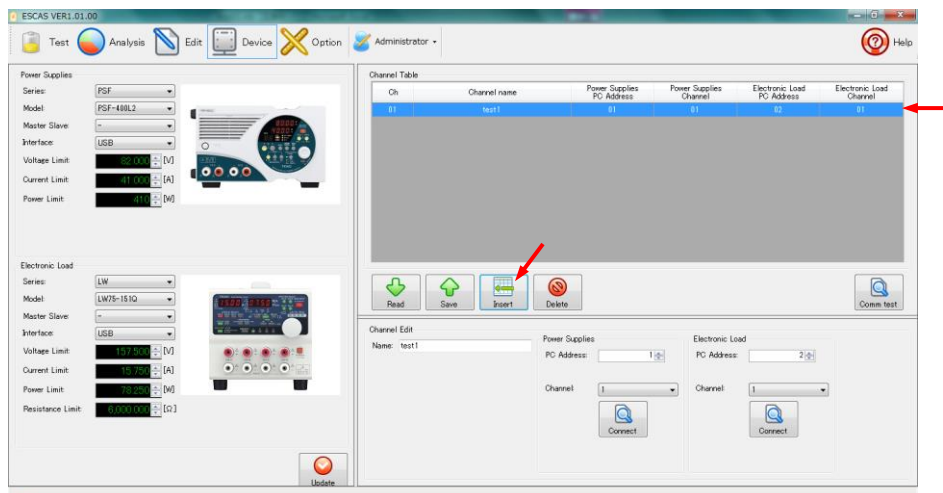 ESCAS VER1.01.00
Test Analysis Edit Device Option Administrator Help
Power Supplies
Series: PSF
Model: PSF-400L2
Master Slave: -
Interface: USB
Voltage Limit: 82.000 [V]
Current Limit: 41.000 [A]
Power Limit: 410 [W]
Electronic Load
Series: LW
Model: LW75-151Q
Master Slave: -
Interface: USB
Voltage Limit: 157.500 [V]
Current Limit: 15.750 [A]
Power Limit: 78.250 [W]
Resistance Limit: 6,000.000 [Ω]
Update
Channel Table
Ch Channel name Power Supplies PC Address Power Supplies Channel Electronic Load PC Address Electronic Load Channel
01 test1 01 01 02 01
Read Save Insert Delete Comm test
Channel Edit
Name: test1
Power Supplies
PC Address: 1
Channel: 1
Connect
Electronic Load
PC Address: 2
Channel: 1
Connect